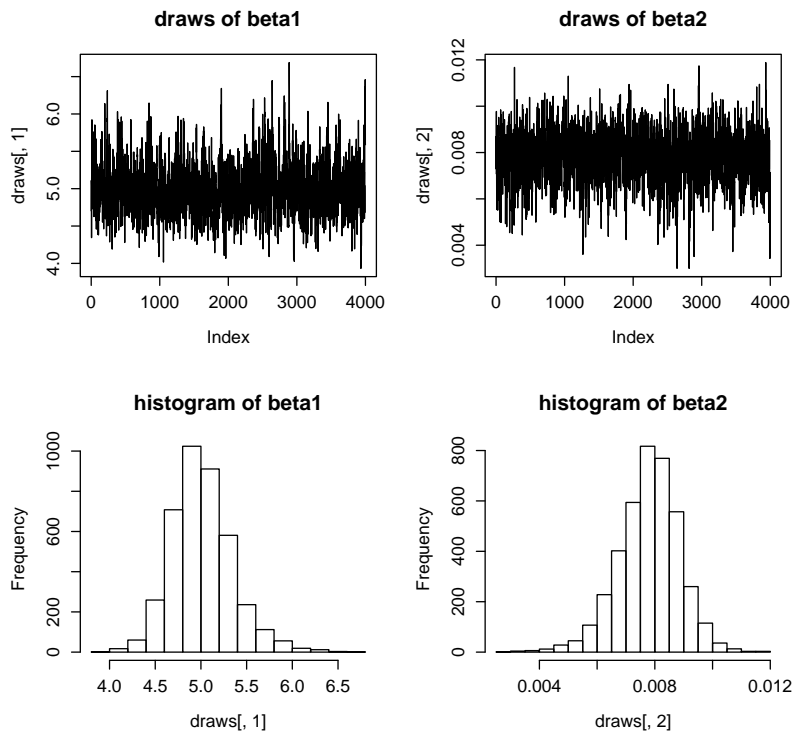 draws of beta1
draws[, 1]
4.0
5.0
6.0
0
1000
2000
3000
4000
Index
draws of beta2
draws[, 2]
0.004
0.008
0.012
0
1000
2000
3000
4000
Index
histogram of beta1
Frequency
0
200
600
1000
4.0
4.5
5.0
5.5
6.0
6.5
draws[, 1]
histogram of beta2
Frequency
0
200
400
600
800
0.004
0.008
0.012
draws[, 2]